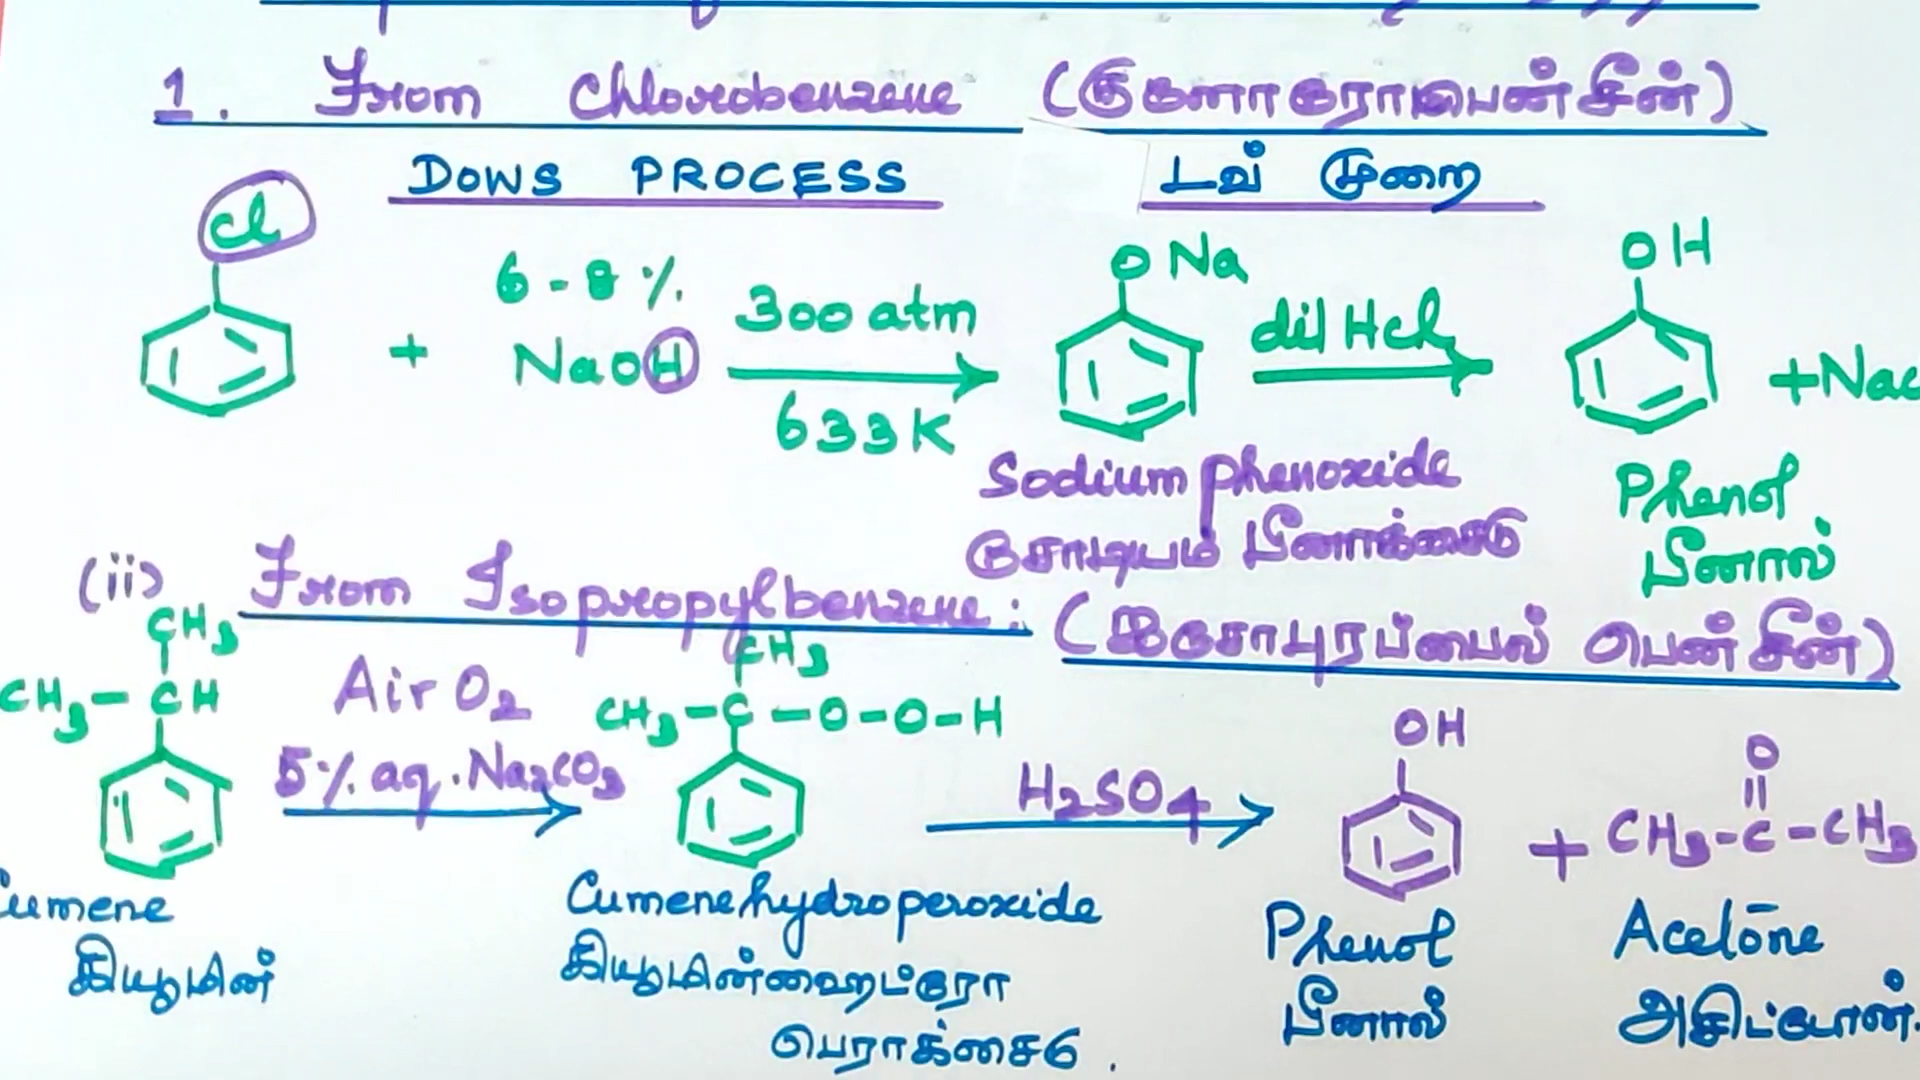 1. From Chlorobenzene (குளோரோபென்சீன்)
DOWS PROCESS டவ் முறை
Cl
6-8%
NaOH
+
300 atm
633K
ONa
dil HCl
OH
+NaC
Sodium phenoxide
சோடியம் பீனாக்சைடு
Phenol
பீனால்
(ii) From Isopropylbenzene: (ஐசோபுரப்பைல் பென்சீன்)
CH3
CH3-CH
Air O2
5% aq.Na2CO3
CH3
CH3-C-O-O-H
H2SO4
OH
+
O
CH3-C-CH3
Cumene
கியூமின்
Cumenehydroperoxide
கியூமின்ஹைட்ரோ
பெராக்சைடு.
Phenol
பீனால்
Acetone
அசிட்டோன்.